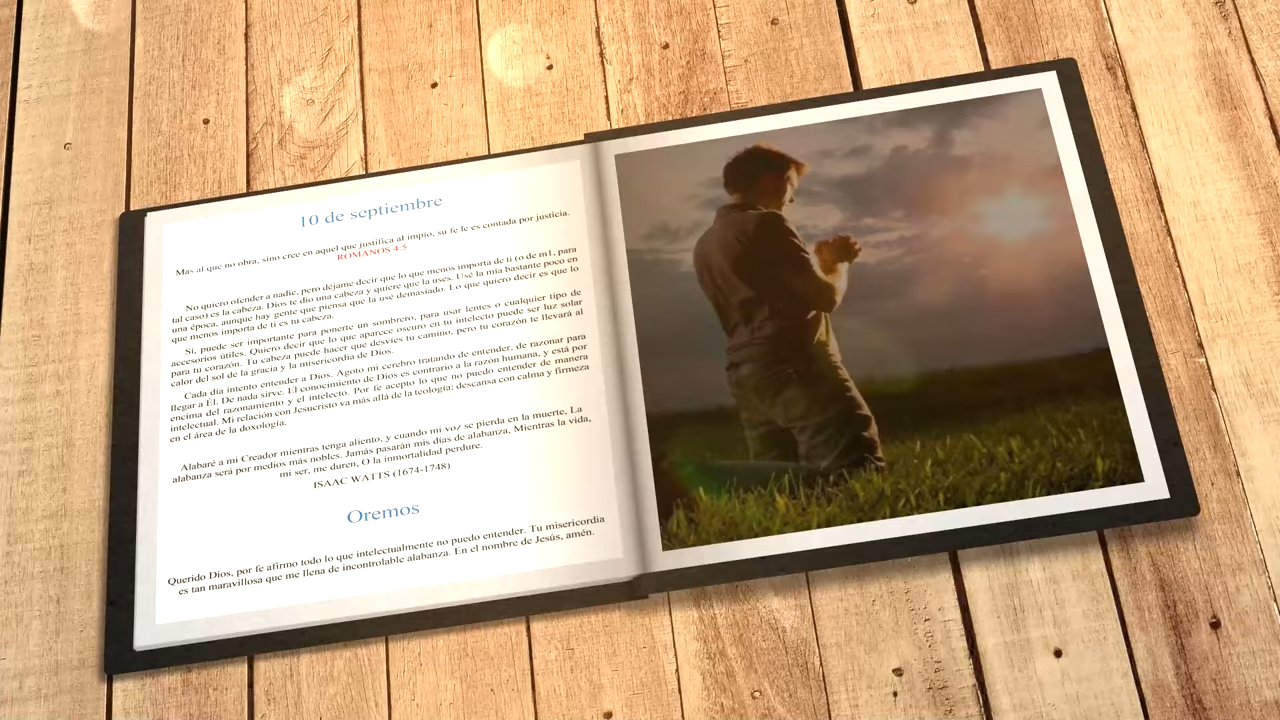 10 de septiembre
Mas al que no obra, sino cree en aquel que justifica al impío, su fe le es contada por justicia.
ROMANOS 4:5
No quiero ofender a nadie, pero déjame decir que lo que menos importa de ti (o de m1, para
tal caso) es la cabeza. Dios te dio una cabeza y quiere que la uses. Usé la mía bastante poco en
una época, aunque hay gente que piensa que la usé demasiado. Lo que quiero decir es que lo
que menos importa de ti es tu cabeza.
Sí, puede ser importante para ponerte un sombrero, para usar lentes o cualquier tipo de
accesorios útiles. Quiero decir que lo que aparece oscuro en tu intelecto puede ser luz solar
para tu corazón. Tu cabeza puede hacer que desvíes tu camino, pero tu corazón te llevará al
calor del sol de la gracia y la misericordia de Dios.
Cada día intento entender a Dios. Agoto mi cerebro tratando de entender, de razonar para
llegar a Él. De nada sirve. El conocimiento de Dios es contrario a la razón humana, y está por
encima del razonamiento y el intelecto. Por fe acepto lo que no puedo entender de manera
intelectual. Mi relación con Jesucristo va más allá de la teología; descansa con calma y firmeza
en el área de la doxología.
Alabaré a mi Creador mientras tenga aliento, y cuando mi voz se pierda en la muerte, La
alabanza será por medios más nobles. Jamás pasarán mis días de alabanza, Mientras la vida,
mi ser, me duren, O la inmortalidad perdure.
ISAAC WATTS (1674-1748)
Oremos
Querido Dios, por fe afirmo todo lo que intelectualmente no puedo entender. Tu misericordia
es tan maravillosa que me llena de incontrolable alabanza. En el nombre de Jesús, amén.